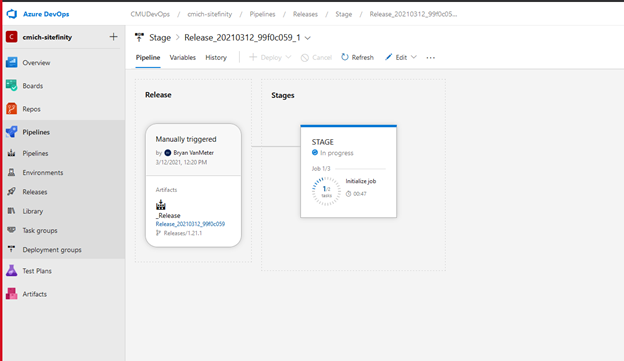 Azure DevOps
CMUDevOps / cmich-sitefinity / Pipelines / Releases / Stage / Release_20210312_99f0c05...
C cmich-sitefinity +
Stage > Release_20210312_99f0c059_1
Pipeline Variables History + Deploy Cancel Refresh Edit ...
Overview
Boards
Repos
Pipelines
Pipelines
Environments
Releases
Library
Task groups
Deployment groups
Test Plans
Artifacts
Release
Manually triggered
by Bryan VanMeter
3/12/2021, 12:20 PM
Artifacts
_Release
Release_20210312_99f0c059
Releases/1.21.1
Stages
STAGE
In progress
Job 1/3
1/2
tasks
Initialize job
00:47